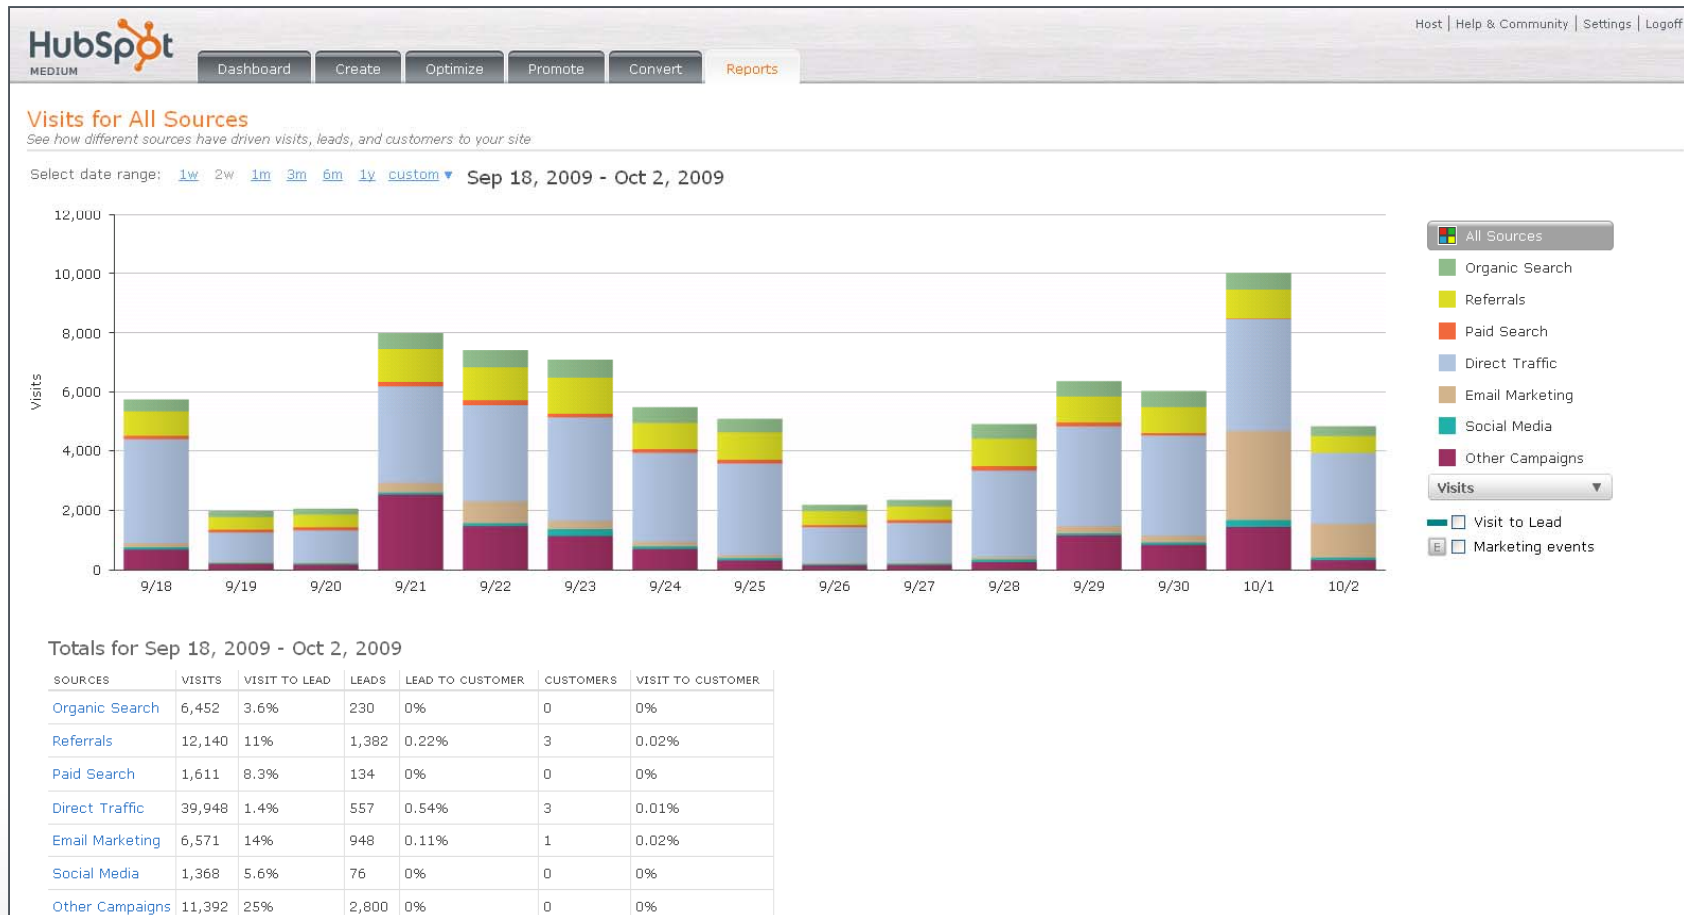 Host | Help & Community | Settings | Logoff
HubSpot
MEDIUM
Dashboard Create Optimize Promote Convert Reports
Visits for All Sources
See how different sources have driven visits, leads, and customers to your site
Select date range: 1w 2w 1m 3m 6m 1y custom ▼ Sep 18, 2009 - Oct 2, 2009
12,000
10,000
8,000
6,000
4,000
2,000
0
Visits
9/18 9/19 9/20 9/21 9/22 9/23 9/24 9/25 9/26 9/27 9/28 9/29 9/30 10/1 10/2
All Sources
Organic Search
Referrals
Paid Search
Direct Traffic
Email Marketing
Social Media
Other Campaigns
Visits ▼
Visit to Lead
E Marketing events
Totals for Sep 18, 2009 - Oct 2, 2009
SOURCES VISITS VISIT TO LEAD LEADS LEAD TO CUSTOMER CUSTOMERS VISIT TO CUSTOMER
Organic Search 6,452 3.6% 230 0% 0 0%
Referrals 12,140 11% 1,382 0.22% 3 0.02%
Paid Search 1,611 8.3% 134 0% 0 0%
Direct Traffic 39,948 1.4% 557 0.54% 3 0.01%
Email Marketing 6,571 14% 948 0.11% 1 0.02%
Social Media 1,368 5.6% 76 0% 0 0%
Other Campaigns 11,392 25% 2,800 0% 0 0%